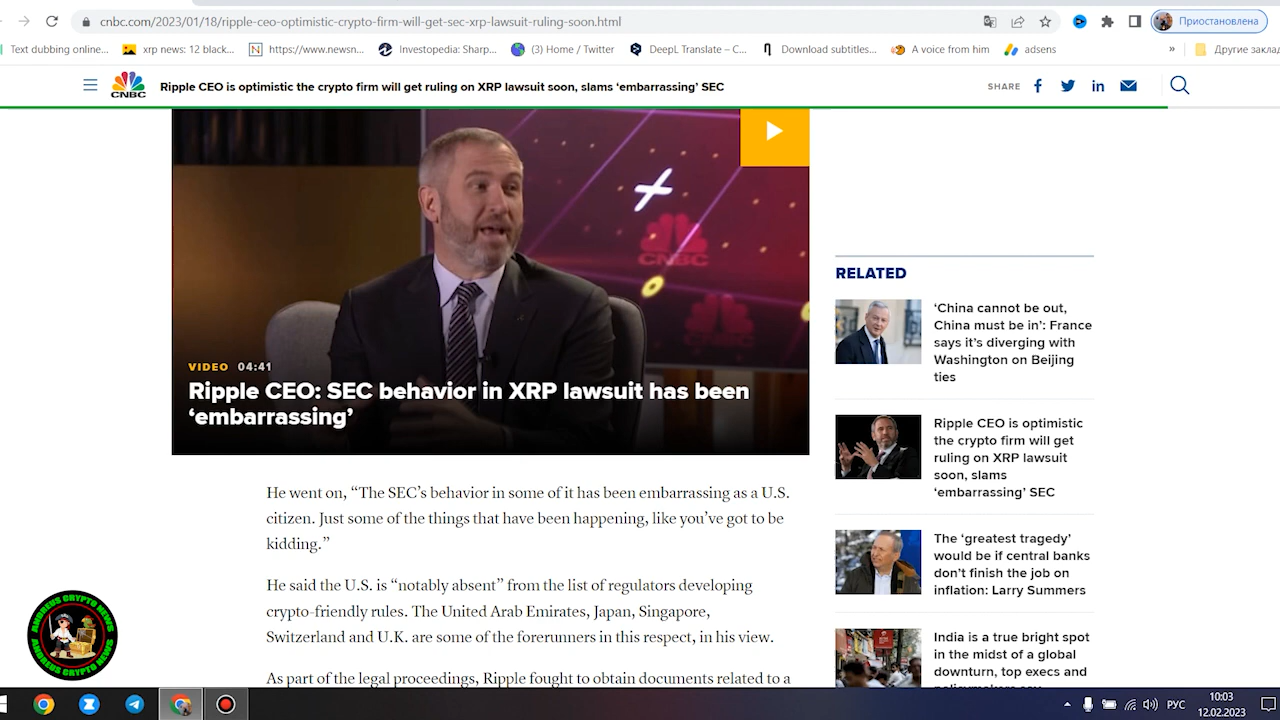 cnbc.com/2023/01/18/ripple-ceo-optimistic-crypto-firm-will-get-sec-xrp-lawsuit-ruling-soon.html
Приостановлена
Text dubbing online...
xrp news: 12 black...
https://www.newsn...
Investopedia: Sharp...
(3) Home / Twitter
DeepL Translate – C...
Download subtitles...
A voice from him
adsens
»
Другие закла
CNBC
Ripple CEO is optimistic the crypto firm will get ruling on XRP lawsuit soon, slams ‘embarrassing’ SEC
SHARE
CNBC
VIDEO 04:41
Ripple CEO: SEC behavior in XRP lawsuit has been
‘embarrassing’
He went on, “The SEC’s behavior in some of it has been embarrassing as a U.S.
citizen. Just some of the things that have been happening, like you’ve got to be
kidding.”
He said the U.S. is “notably absent” from the list of regulators developing
crypto-friendly rules. The United Arab Emirates, Japan, Singapore,
Switzerland and U.K. are some of the forerunners in this respect, in his view.
As part of the legal proceedings, Ripple fought to obtain documents related to a
RELATED
‘China cannot be out,
China must be in’: France
says it’s diverging with
Washington on Beijing
ties
Ripple CEO is optimistic
the crypto firm will get
ruling on XRP lawsuit
soon, slams
‘embarrassing’ SEC
The ‘greatest tragedy’
would be if central banks
don’t finish the job on
inflation: Larry Summers
India is a true bright spot
in the midst of a global
downturn, top execs and
ANDREUS CRYPTO NEWS
ANDREUS CRYPTO NEWS
РУС
10:03
12.02.2023